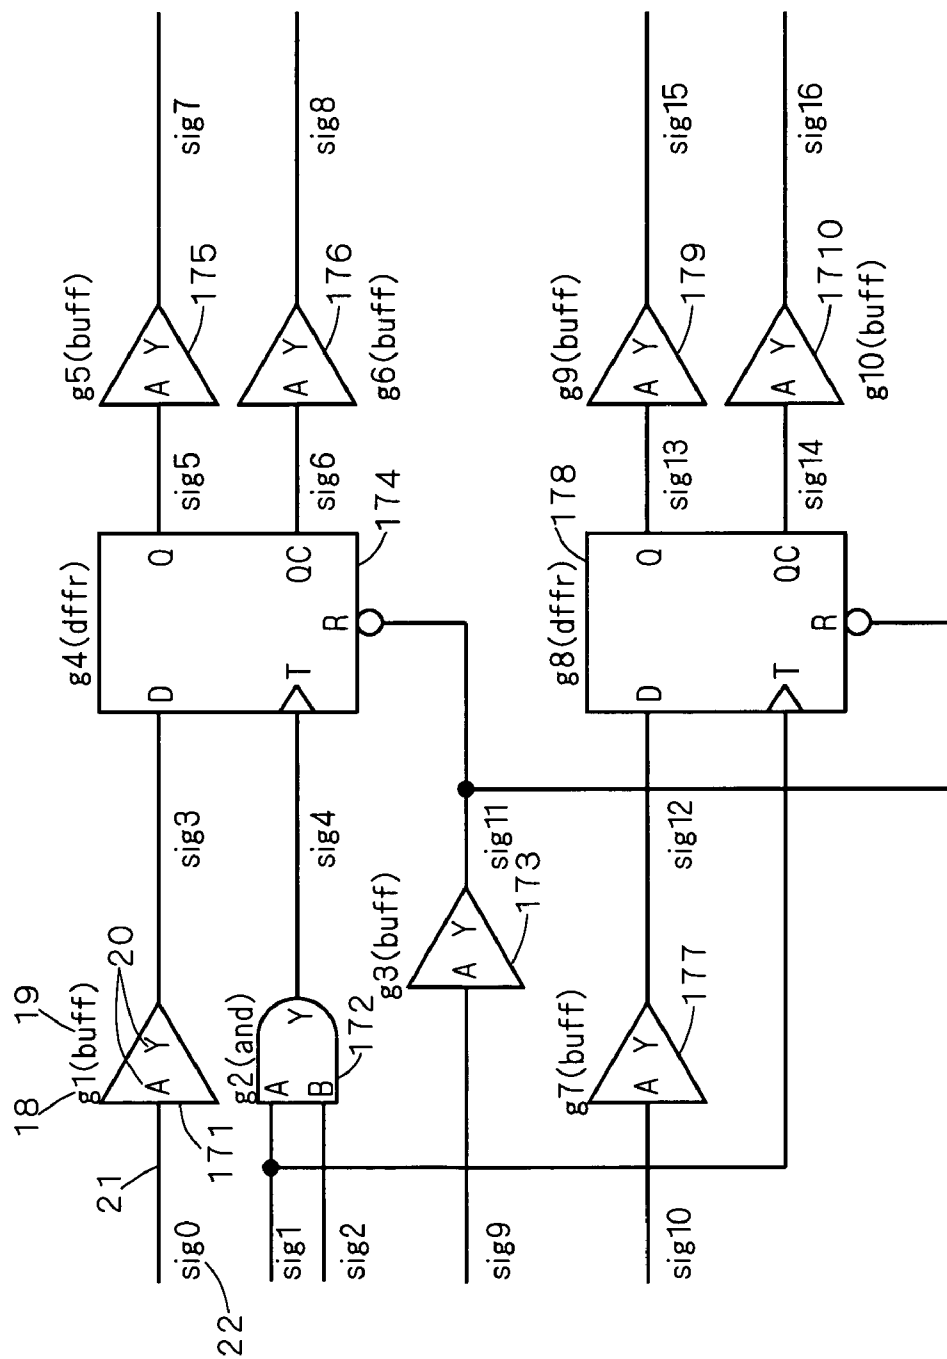 18
19
g1(buff)
20
A
Y
171
21
sig0
22
sig3
g4(dffr)
D
Q
T
QC
R
174
sig5
g5(buff)
A
Y
175
sig7
g2(and)
A
B
Y
172
sig1
sig2
sig4
sig6
A
Y
176
g6(buff)
sig8
g3(buff)
A
Y
173
sig9
sig11
g7(buff)
A
Y
177
sig10
sig12
g8(dffr)
178
D
Q
T
QC
R
sig13
g9(buff)
A
Y
179
sig15
sig14
A
Y
1710
g10(buff)
sig16